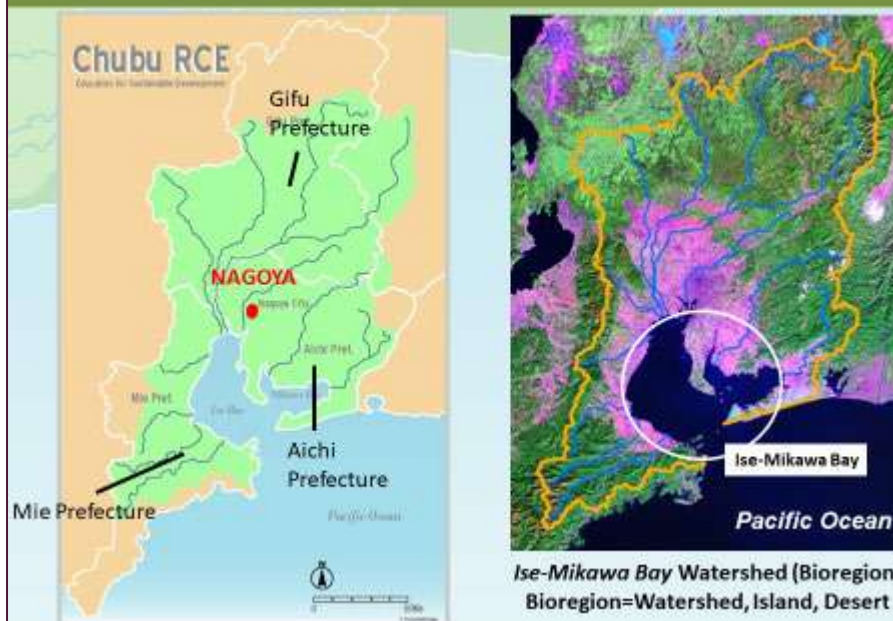 Chubu RCE
Education for Sustainable Development
Gifu
Prefecture
NAGOYA
Nagoya City
Aichi Pref.
Mie Pref.
Aichi
Prefecture
Mie Prefecture
Pacific Ocean
Ise-Mikawa Bay
Pacific Ocean
Ise-Mikawa Bay Watershed (Bioregion
Bioregion=Watershed, Island, Desert